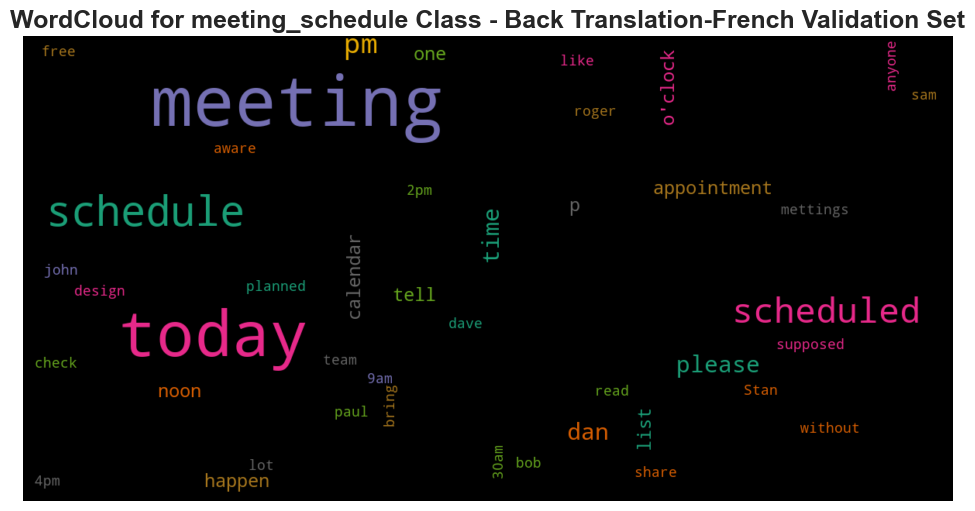 WordCloud for meeting_schedule Class - Back Translation-French Validation Set
free
pm
one
like
o'clock
anyone
sam
roger
meeting
aware
2pm
appointment
p
mettings
schedule
time
calendar
john
design
planned
tell
scheduled
today
dave
supposed
team
please
check
9am
noon
bring
read
Stan
paul
list
dan
without
30am
bob
lot
share
4pm
happen